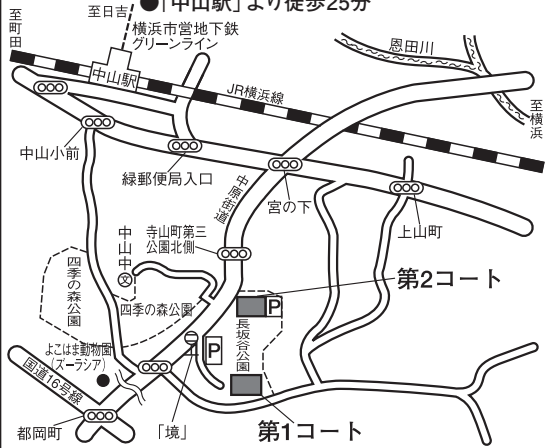 ●「中山駅」より徒歩25分
至日吉
至町田
横浜市営地下鉄
グリーンライン
恩田川
中山駅
JR横浜線
至横浜
中山小前
緑郵便局入口
中原街道
宮の下
上山町
中山中
文
寺山町第三
公園北側
四季の森公園
四季の森公園
第2コート
P
長坂谷公園
よこはま動物園
(ズーラシア)
P
国道16号線
都岡町
「境」
第1コート